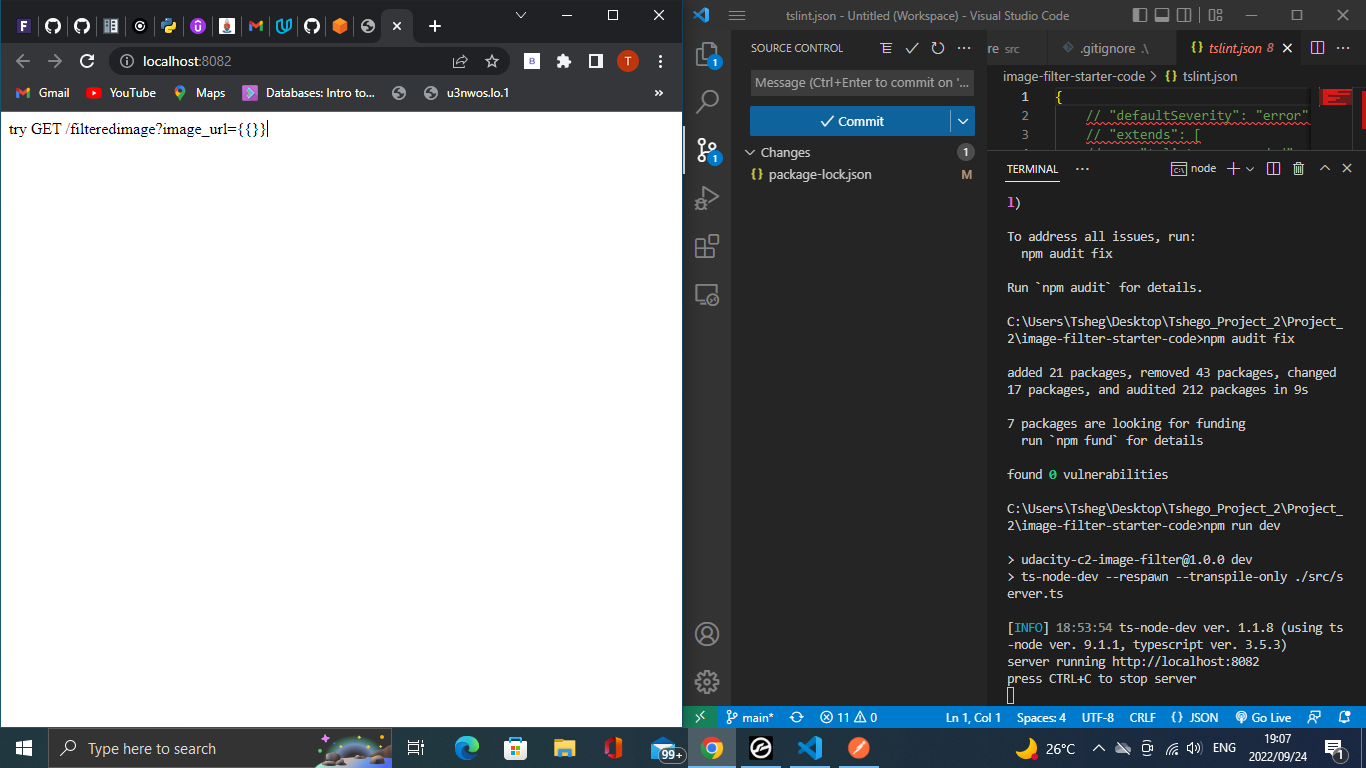 localhost:8082
T
B
Gmail
YouTube
Maps
Databases: Intro to...
u3nwos.lo.1
»
try GET /filteredimage?image_url={{}}
tslint.json - Untitled (Workspace) - Visual Studio Code
1
1
SOURCE CONTROL
Message (Ctrl+Enter to commit on '...
Commit
Changes
1
{} package-lock.json
M
re src
.gitignore .\
{} tslint.json 8
image-filter-starter-code > {} tslint.json
1 {
2 // "defaultSeverity": "error"
3 // "extends": [
TERMINAL
node
l)
To address all issues, run:
npm audit fix
Run `npm audit` for details.
C:\Users\Tsheg\Desktop\Tshego_Project_2\Project_
2\image-filter-starter-code>npm audit fix
added 21 packages, removed 43 packages, changed
17 packages, and audited 212 packages in 9s
7 packages are looking for funding
run `npm fund` for details
found 0 vulnerabilities
C:\Users\Tsheg\Desktop\Tshego_Project_2\Project_
2\image-filter-starter-code>npm run dev
> udacity-c2-image-filter@1.0.0 dev
> ts-node-dev --respawn --transpile-only ./src/s
erver.ts
[INFO] 18:53:54 ts-node-dev ver. 1.1.8 (using ts
-node ver. 9.1.1, typescript ver. 3.5.3)
server running http://localhost:8082
press CTRL+C to stop server
main*
11
0
Ln 1, Col 1
Spaces: 4
UTF-8
CRLF
{} JSON
Go Live
Type here to search
99+
26°C
ENG
19:07
2022/09/24
1